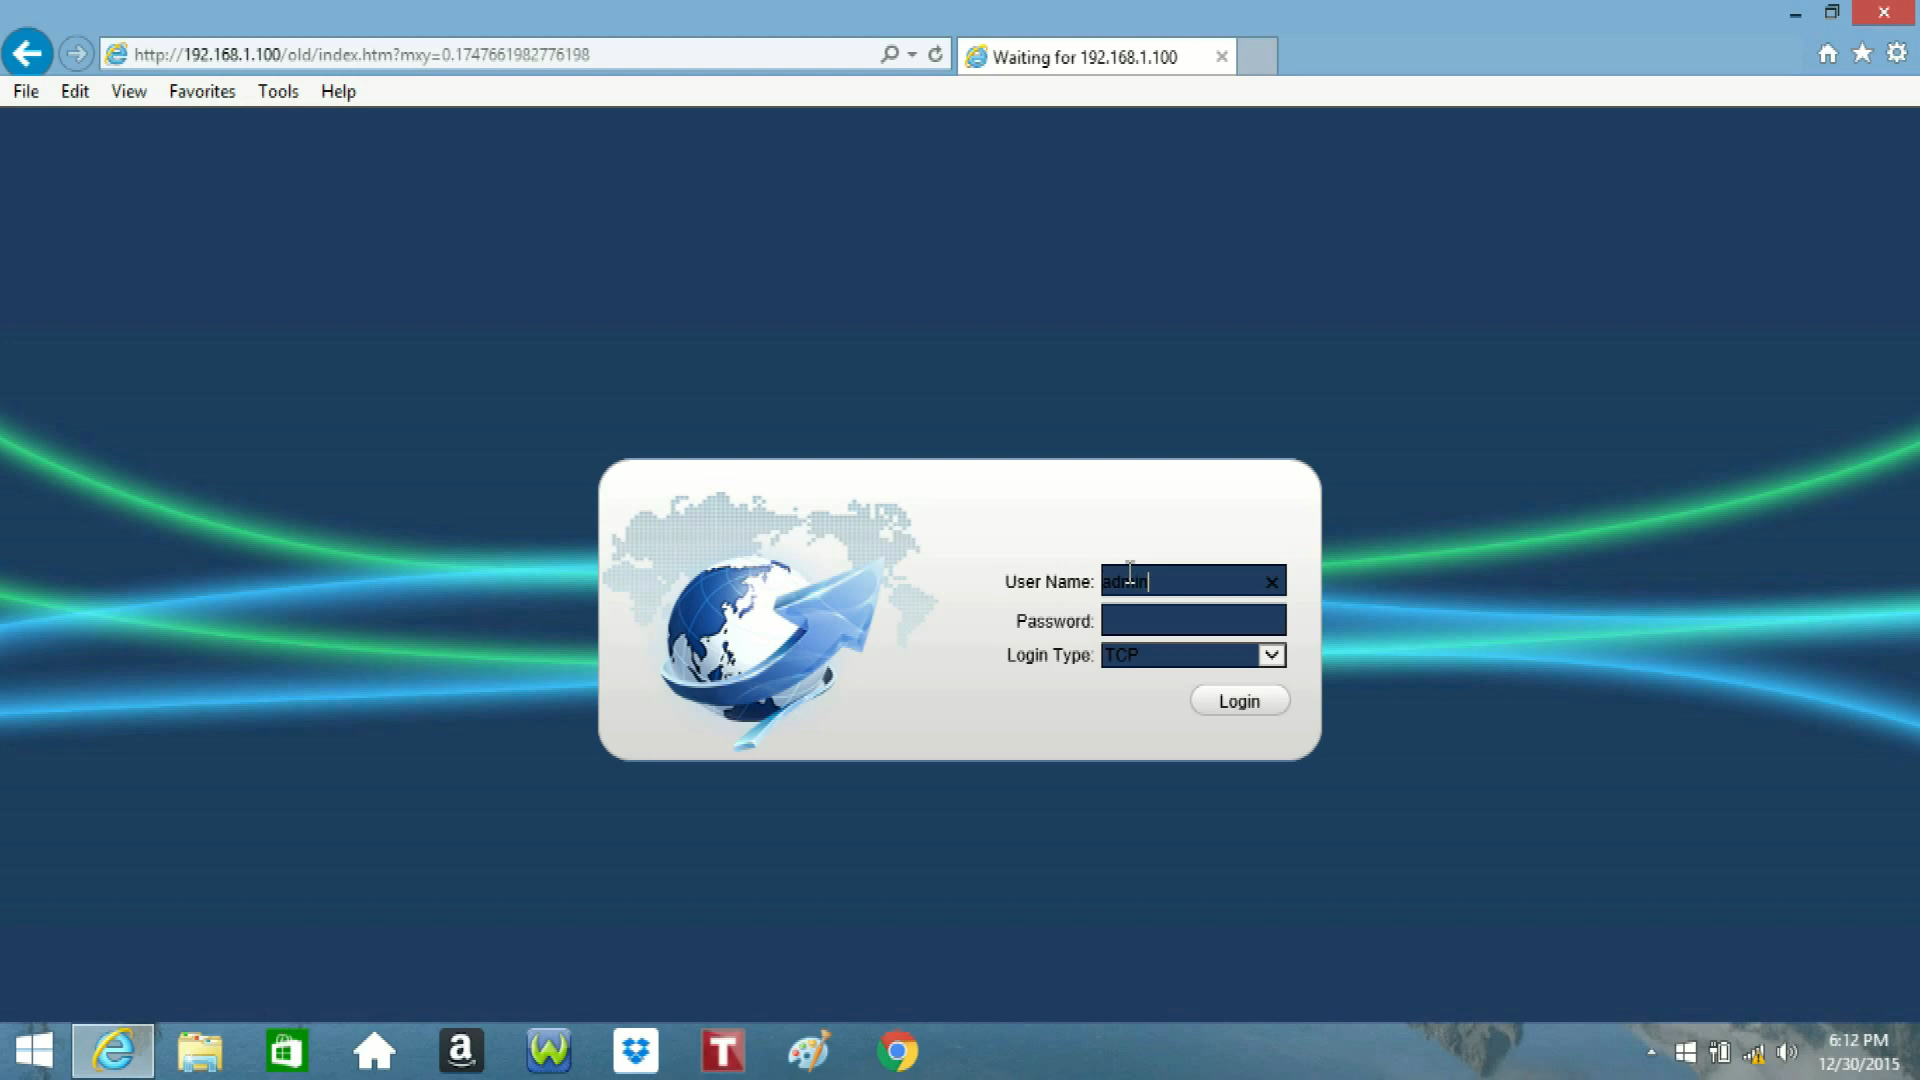 http://192.168.1.100/old/index.htm?mxy=0.1747661982776198
Waiting for 192.168.1.100
File Edit View Favorites Tools Help
User Name: admin
Password:
Login Type: TCP
Login
a
W
T
6:12 PM
12/30/2015